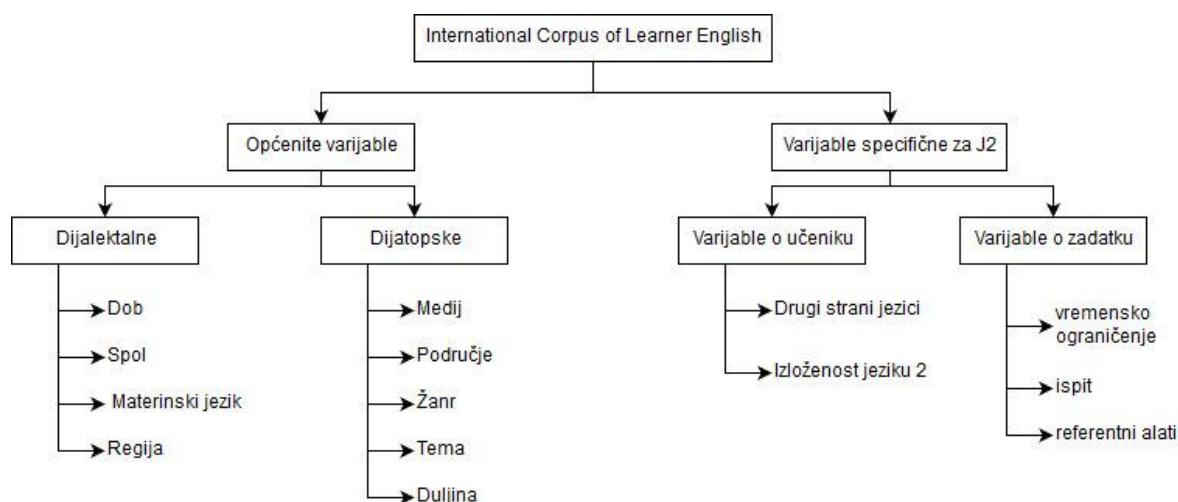 International Corpus of Learner English
Općenite varijable
Varijable specifične za J2
Dijalektalne
Dijatopske
Varijable o učeniku
Varijable o zadatku
Dob
Spol
Materinski jezik
Regija
Medij
Područje
Žanr
Tema
Duljina
Drugi strani jezici
Izloženost jeziku 2
vremensko
ograničenje
ispit
referentni alati